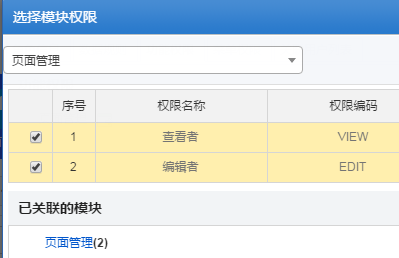 选择模块权限
页面管理
序号 权限名称 权限编码
1 查看者 VIEW
2 编辑者 EDIT
已关联的模块
页面管理(2)